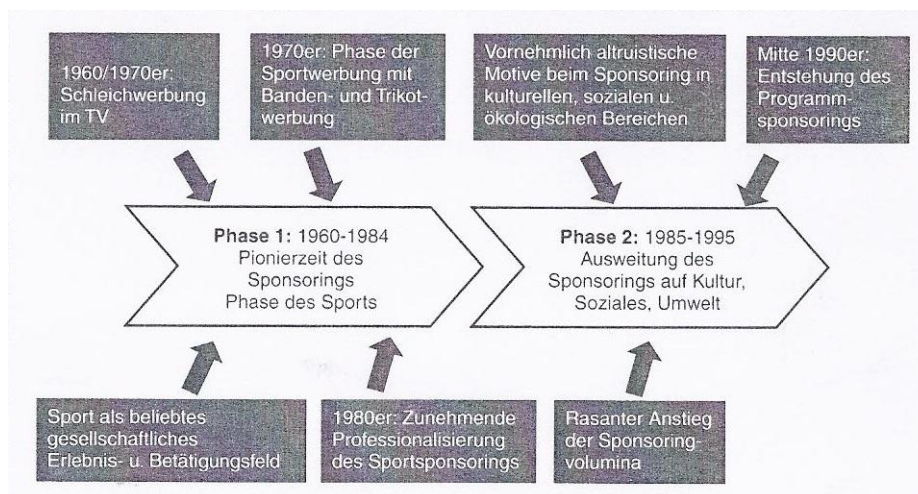 1960/1970er:
Schleichwerbung
im TV
1970er: Phase der
Sportwerbung mit
Banden- und Trikot-
werbung
Vornehmlich altruistische
Motive beim Sponsoring in
kulturellen, sozialen u.
ökologischen Bereichen
Mitte 1990er:
Entstehung des
Programm-
sponsorings
Phase 1: 1960-1984
Pionierzeit des
Sponsorings
Phase des Sports
Phase 2: 1985-1995
Ausweitung des
Sponsorings auf Kultur,
Soziales, Umwelt
Sport als beliebtes
gesellschaftliches
Erlebnis- u. Betätigungsfeld
1980er: Zunehmende
Professionalisierung
des Sportsponsorings
Rasanter Anstieg
der Sponsoring-
volumina